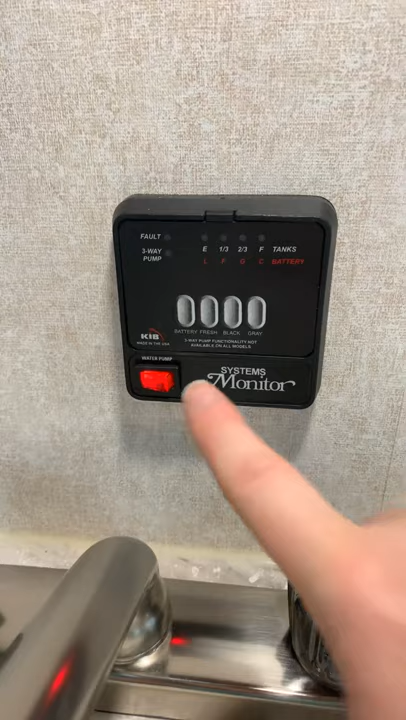 FAULT E 1/3 2/3 F TANKS
3-WAY PUMP L F G C BATTERY
BATTERY FRESH BLACK GRAY
KIB
MADE IN THE USA
3-WAY PUMP FUNCTIONALITY NOT
AVAILABLE ON ALL MODELS
WATER PUMP
SYSTEMS
Monitor